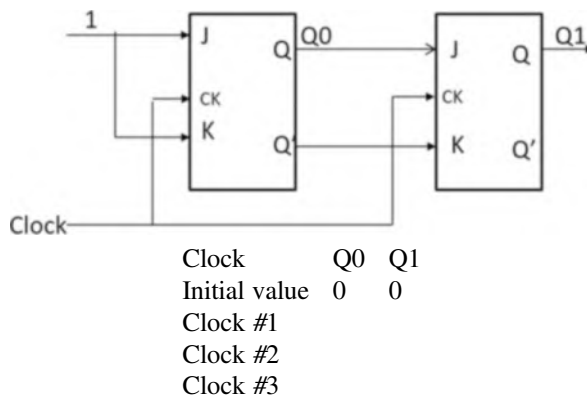 1
J Q Q0 J Q Q1
CK CK
K Q' K Q'
Clock
Clock Q0 Q1
Initial value 0 0
Clock #1
Clock #2
Clock #3